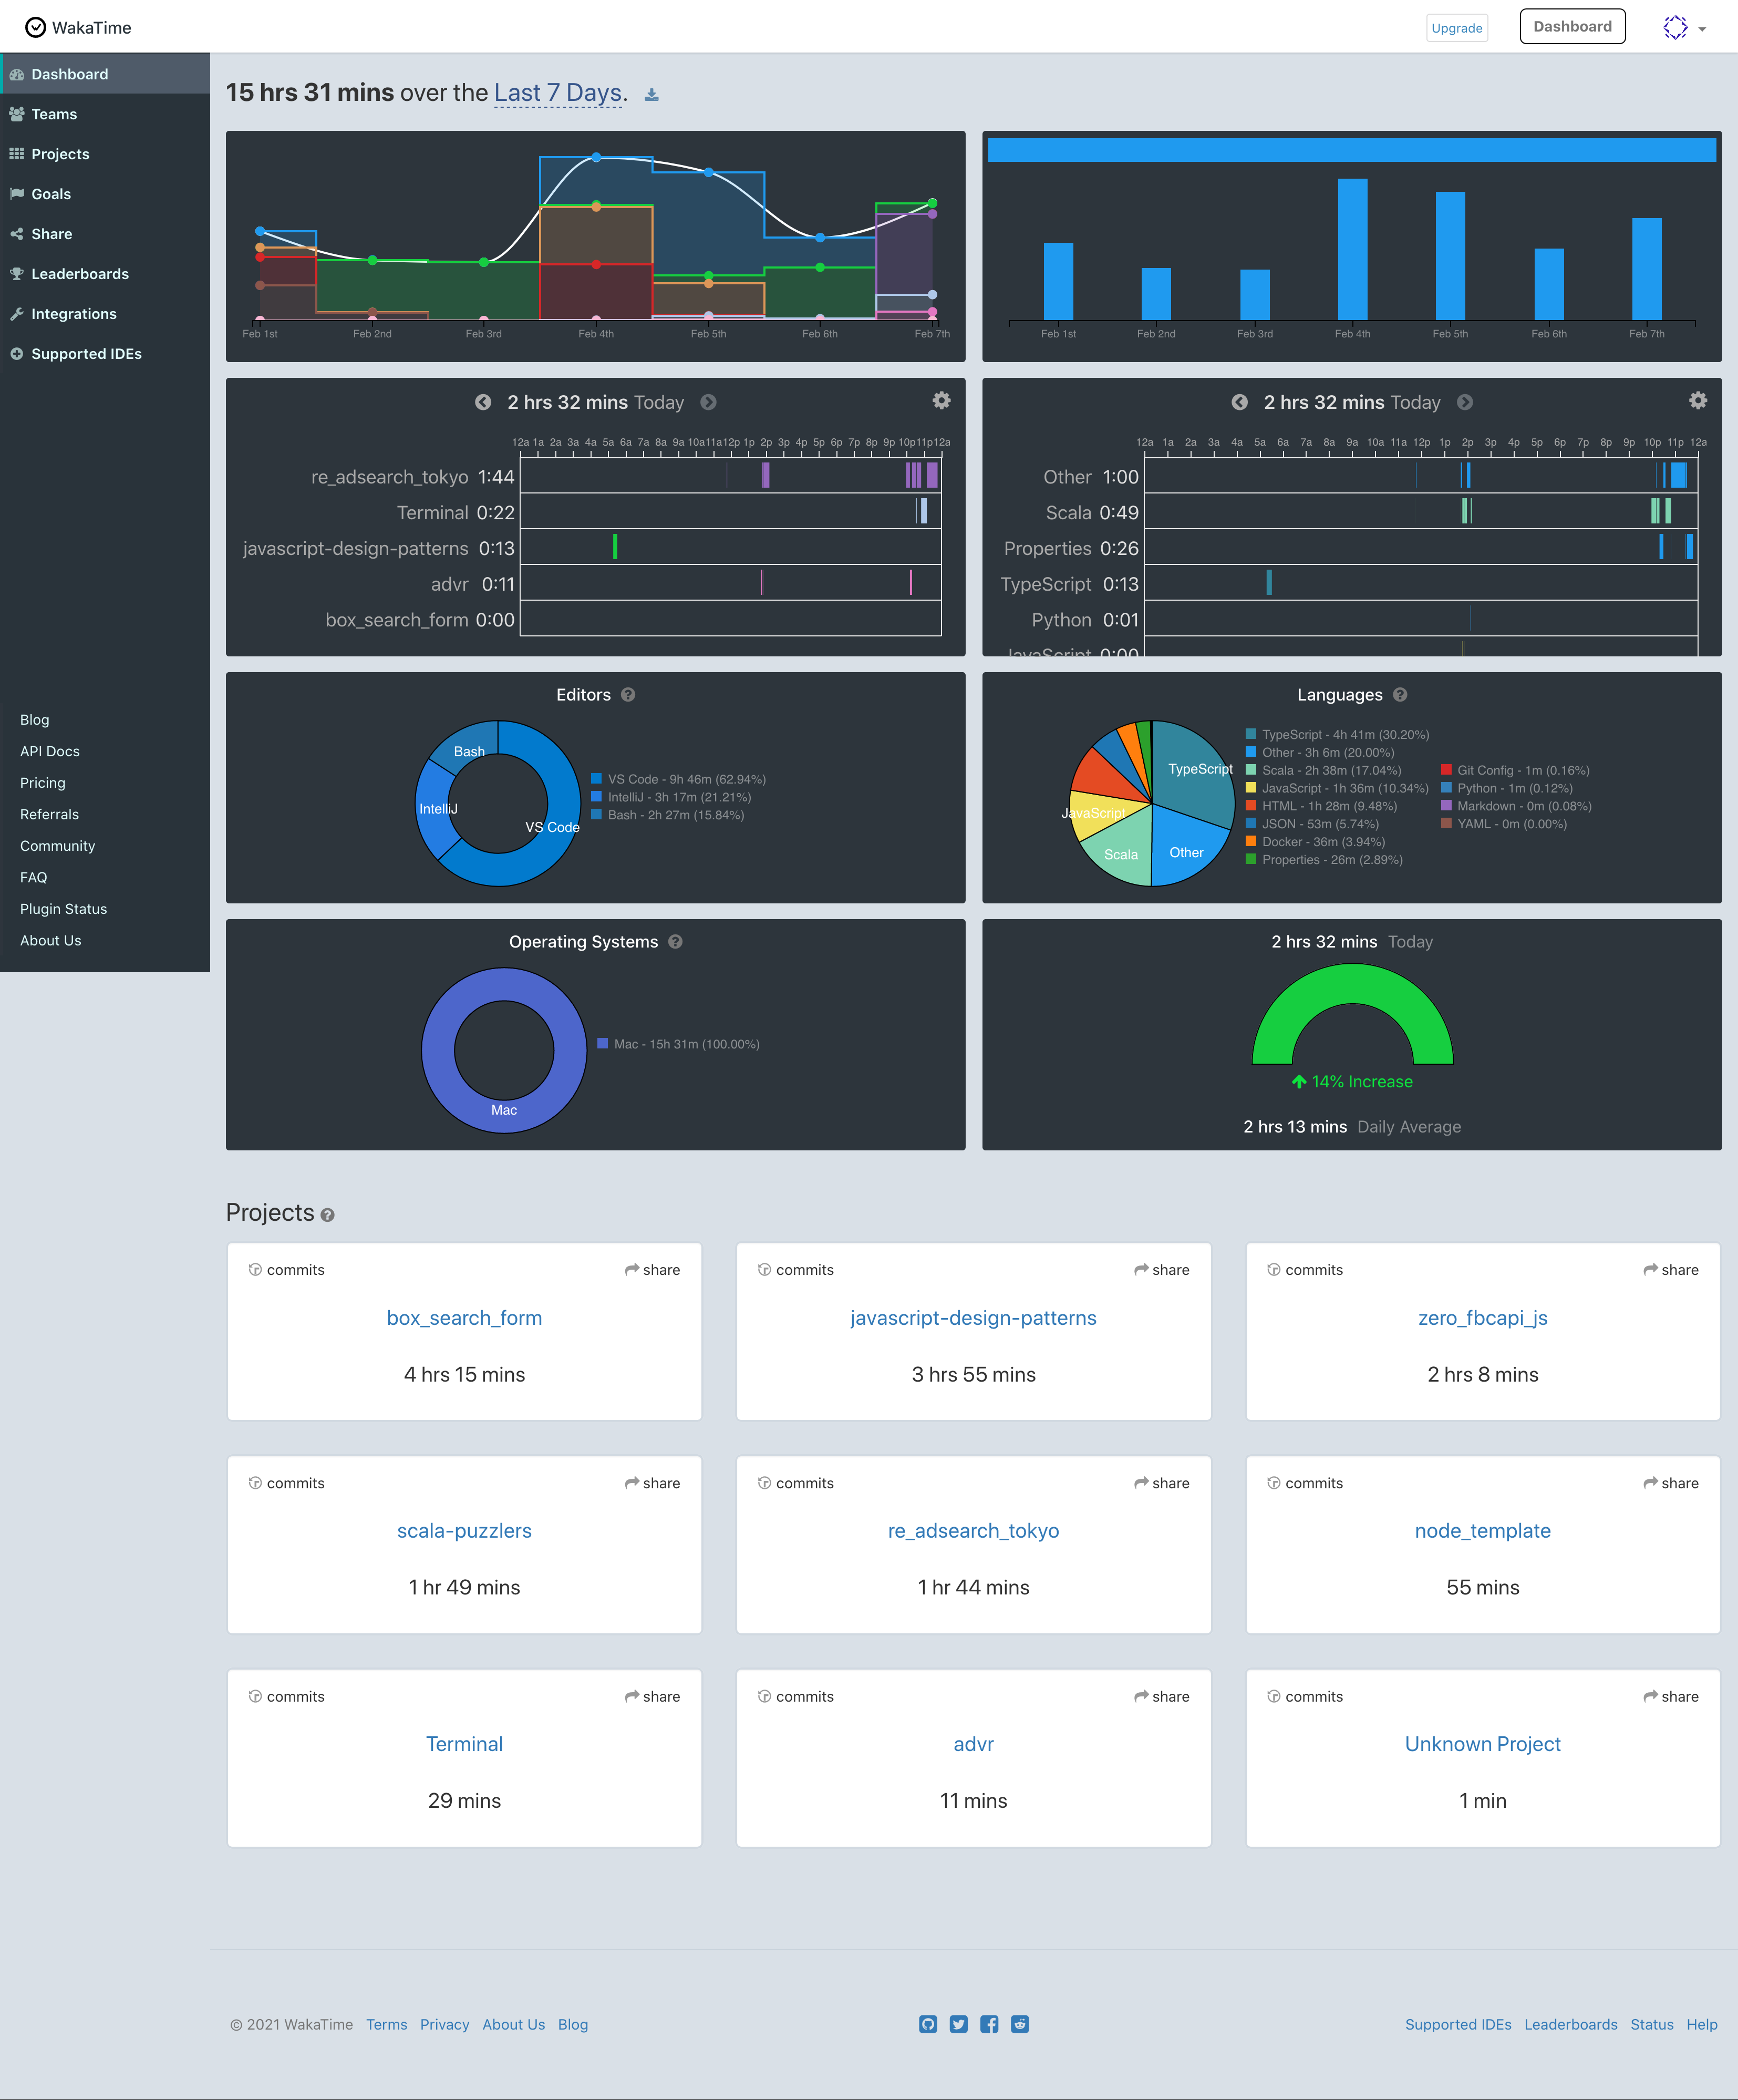 WakaTime
Upgrade
Dashboard
Dashboard
Teams
Projects
Goals
Share
Leaderboards
Integrations
Supported IDEs
Blog
API Docs
Pricing
Referrals
Community
FAQ
Plugin Status
About Us
15 hrs 31 mins over the Last 7 Days.
Feb 1st Feb 2nd Feb 3rd Feb 4th Feb 5th Feb 6th Feb 7th
Feb 1st Feb 2nd Feb 3rd Feb 4th Feb 5th Feb 6th Feb 7th
2 hrs 32 mins Today
12a 1a 2a 3a 4a 5a 6a 7a 8a 9a 10a 11a 12p 1p 2p 3p 4p 5p 6p 7p 8p 9p 10p 11p 12a
re_adsearch_tokyo 1:44
Terminal 0:22
javascript-design-patterns 0:13
advr 0:11
box_search_form 0:00
2 hrs 32 mins Today
12a 1a 2a 3a 4a 5a 6a 7a 8a 9a 10a 11a 12p 1p 2p 3p 4p 5p 6p 7p 8p 9p 10p 11p 12a
Other 1:00
Scala 0:49
Properties 0:26
TypeScript 0:13
Python 0:01
JavaScript 0:00
Editors
Bash
IntelliJ
VS Code
VS Code - 9h 46m (62.94%)
IntelliJ - 3h 17m (21.21%)
Bash - 2h 27m (15.84%)
Languages
TypeScript
JavaScript
Scala
Other
TypeScript - 4h 41m (30.20%)
Other - 3h 6m (20.00%)
Scala - 2h 38m (17.04%)
JavaScript - 1h 36m (10.34%)
HTML - 1h 28m (9.48%)
JSON - 53m (5.74%)
Docker - 36m (3.94%)
Properties - 26m (2.89%)
Git Config - 1m (0.16%)
Python - 1m (0.12%)
Markdown - 0m (0.08%)
YAML - 0m (0.00%)
Operating Systems
Mac
Mac - 15h 31m (100.00%)
2 hrs 32 mins Today
14% Increase
2 hrs 13 mins Daily Average
Projects
commits share
box_search_form
4 hrs 15 mins
commits share
javascript-design-patterns
3 hrs 55 mins
commits share
zero_fbcapi_js
2 hrs 8 mins
commits share
scala-puzzlers
1 hr 49 mins
commits share
re_adsearch_tokyo
1 hr 44 mins
commits share
node_template
55 mins
commits share
Terminal
29 mins
commits share
advr
11 mins
commits share
Unknown Project
1 min
© 2021 WakaTime Terms Privacy About Us Blog
Supported IDEs Leaderboards Status Help